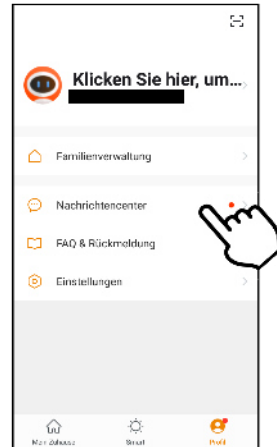 Klicken Sie hier, um...
Familienverwaltung
Nachrichtencenter
FAQ & Rückmeldung
Einstellungen
Mein Zuhause Smart Profil